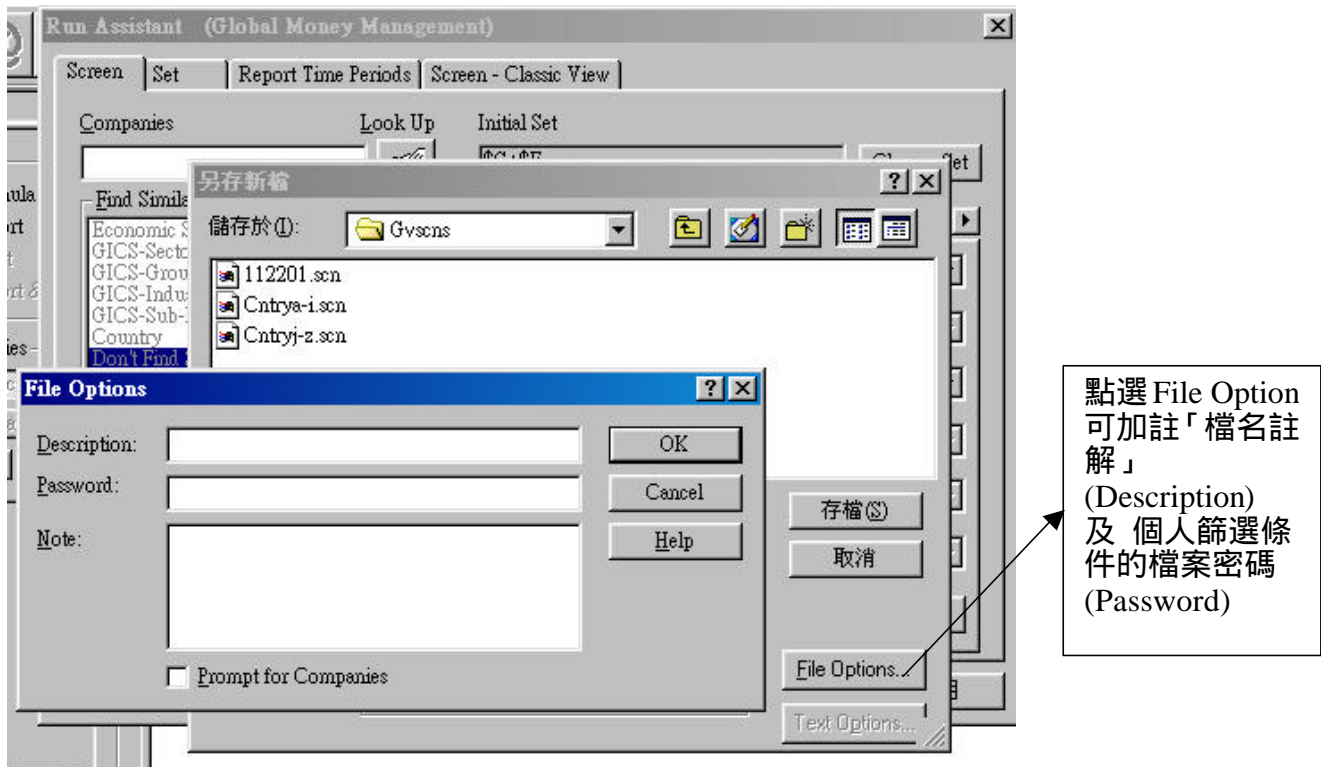 Run Assistant (Global Money Management)
Screen Set Report Time Periods Screen - Classic View
Companies Look Up Initial Set
Find Simila
Economic S
GICS-Secto
GICS-Grou
GICS-Indu
GICS-Sub-
Country
Don't Find
另存新檔
儲存於(I): Gvscns
112201.scn
Cntrya-i.scn
Cntryj-z.scn
存檔(S)
取消
File Options...
Text Options...
File Options
Description:
Password:
Note:
OK
Cancel
Help
Prompt for Companies
點選 File Option
可加註「檔名註
解」
(Description)
及 個人篩選條
件的檔案密碼
(Password)